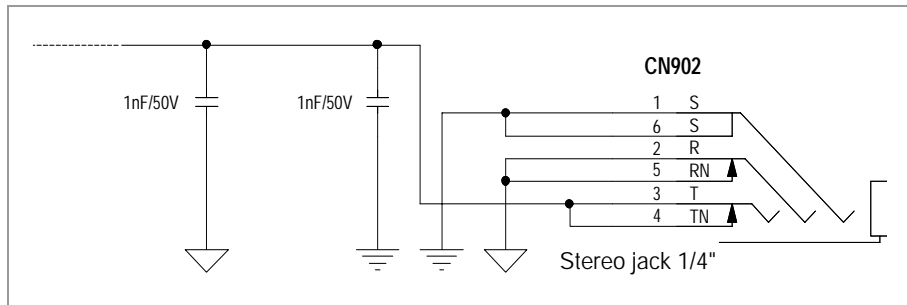 CN902
1nF/50V
1nF/50V
1 S
6 S
2 R
5 RN
3 T
4 TN
Stereo jack 1/4"